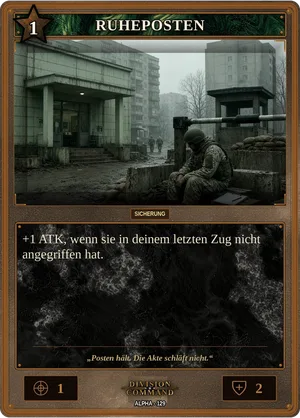 1
RUHEPOSTEN
SICHERUNG
+1 ATK, wenn sie in deinem letzten Zug nicht
angegriffen hat.
„Posten hält. Die Akte schläft nicht.“
DIVISION
COMMAND
ALPHA · 129
1
2